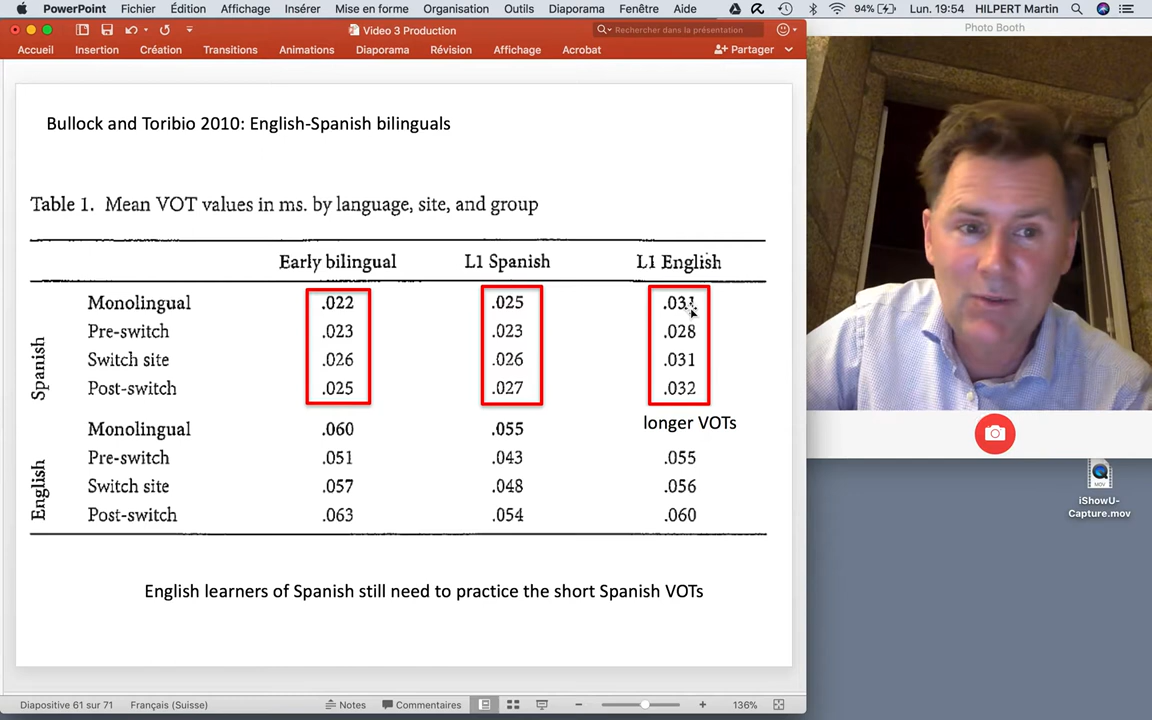 PowerPoint Fichier Édition Affichage Insérer Mise en forme Organisation Outils Diaporama Fenêtre Aide 94% Lun. 19:54 HILPERT Martin
Video 3 Production
Rechercher dans la présentation
Accueil Insertion Création Transitions Animations Diaporama Révision Affichage Acrobat Partager
Photo Booth
Bullock and Toribio 2010: English-Spanish bilinguals
Table 1. Mean VOT values in ms. by language, site, and group
Early bilingual L1 Spanish L1 English
Spanish
Monolingual .022 .025 .031
Pre-switch .023 .023 .028
Switch site .026 .026 .031
Post-switch .025 .027 .032
longer VOTs
English
Monolingual .060 .055
Pre-switch .051 .043 .055
Switch site .057 .048 .056
Post-switch .063 .054 .060
English learners of Spanish still need to practice the short Spanish VOTs
MOV
iShowU-
Capture.mov
Diapositive 61 sur 71 Français (Suisse) Notes Commentaires 136%